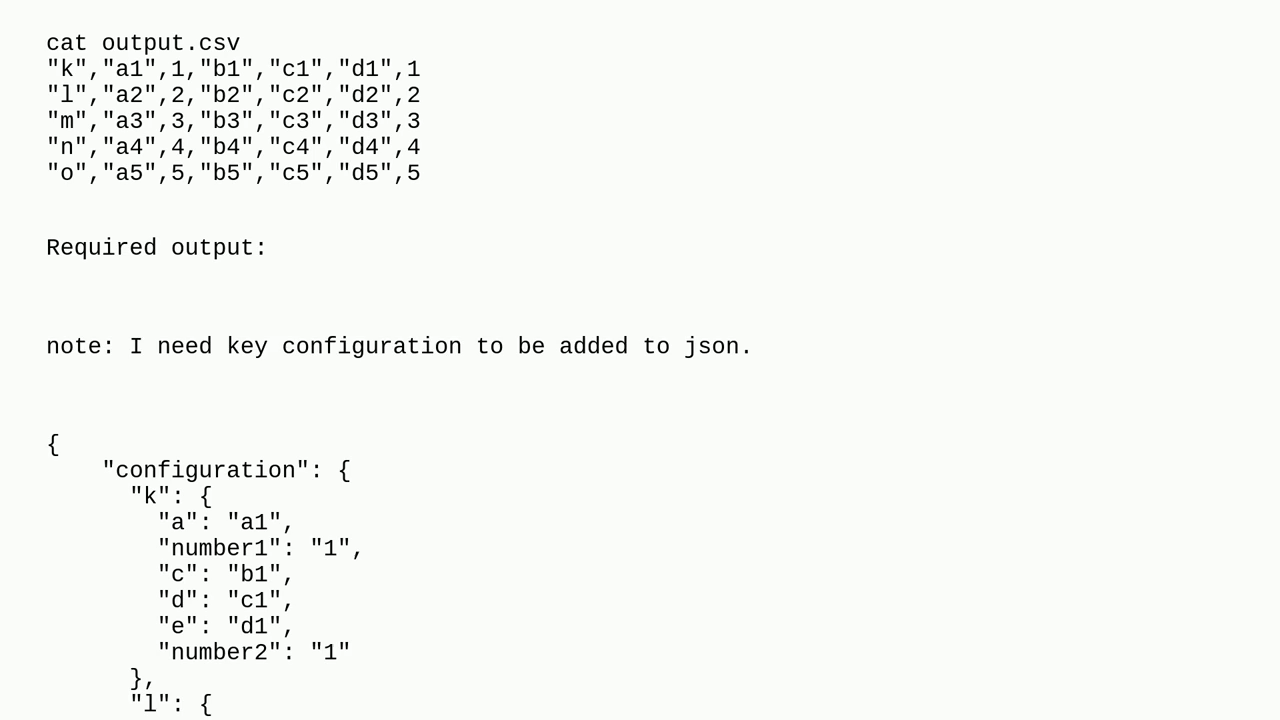 cat output.csv
"k","a1",1,"b1","c1","d1",1
"l","a2",2,"b2","c2","d2",2
"m","a3",3,"b3","c3","d3",3
"n","a4",4,"b4","c4","d4",4
"o","a5",5,"b5","c5","d5",5
Required output:
note: I need key configuration to be added to json.
{
    "configuration": {
      "k": {
        "a": "a1",
        "number1": "1",
        "c": "b1",
        "d": "c1",
        "e": "d1",
        "number2": "1"
      },
      "l": {